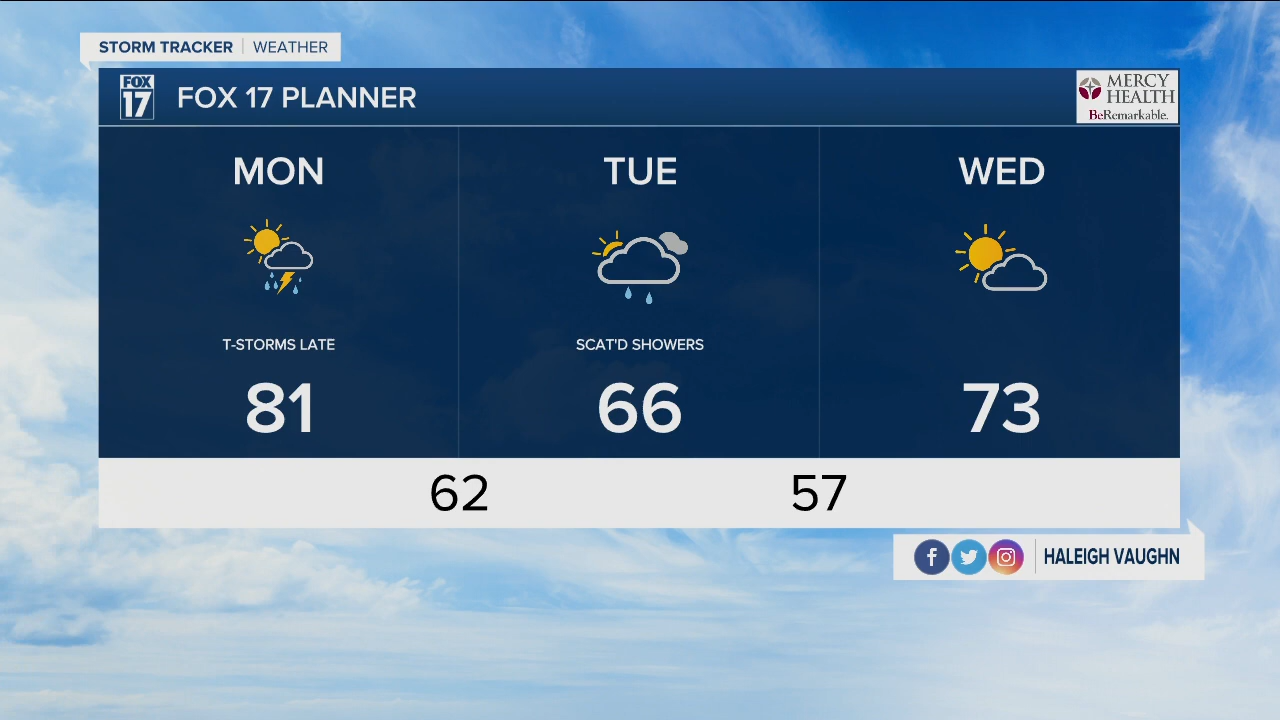 STORM TRACKER | WEATHER
FOX 17
FOX 17 PLANNER
MERCY HEALTH
BeRemarkable.
MON
TUE
WED
T-STORMS LATE
SCAT'D SHOWERS
81
66
73
62
57
HALEIGH VAUGHN